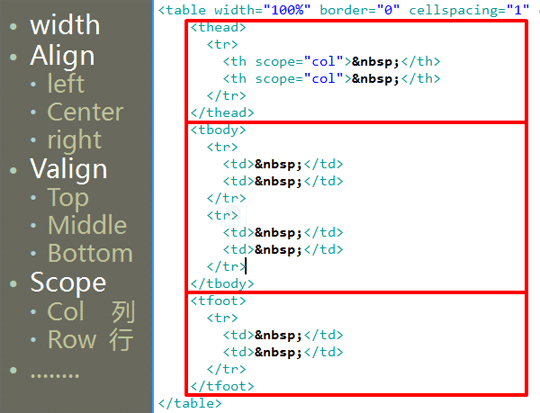 width
Align
left
Center
right
Valign
Top
Middle
Bottom
Scope
Col 列
Row 行
........
<table width="100%" border="0" cellspacing="1"
<thead>
<tr>
<th scope="col">&nbsp;</th>
<th scope="col">&nbsp;</th>
</tr>
</thead>
<tbody>
<tr>
<td>&nbsp;</td>
<td>&nbsp;</td>
</tr>
<tr>
<td>&nbsp;</td>
<td>&nbsp;</td>
</tr>
</tbody>
<tfoot>
<tr>
<td>&nbsp;</td>
<td>&nbsp;</td>
</tr>
</tfoot>
</table>